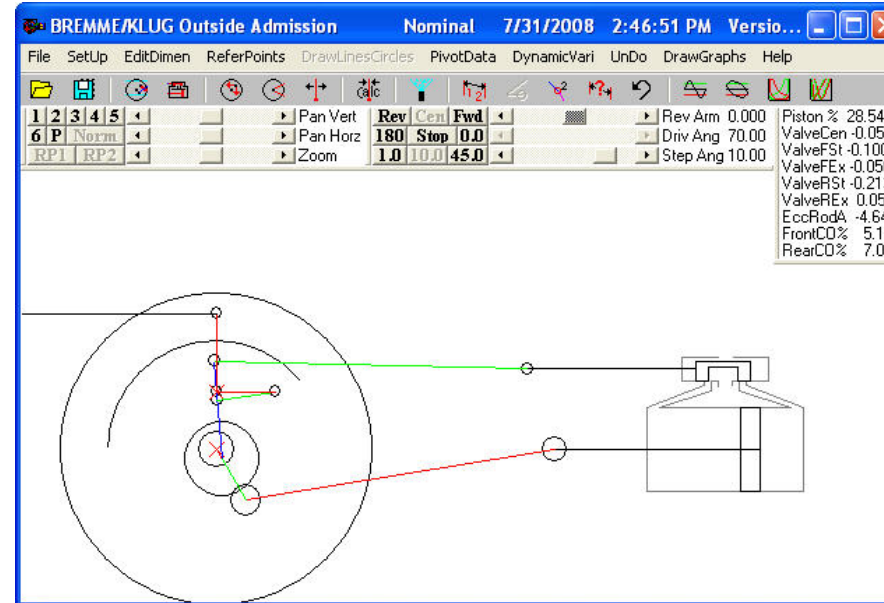 BREMME/KLUG Outside Admission Nominal 7/31/2008 2:46:51 PM Versio...
File SetUp EditDimen ReferPoints DrawLinesCircles PivotData DynamicVari UnDo DrawGraphs Help
calc
1 2 3 4 5 Pan Vert Rev Cen Fwd Rev Arm 0.000
6 P Norm Pan Horz 180 Stop 0.0 Driv Ang 70.00
RP1 RP2 Zoom 1.0 10.0 45.0 Step Ang 10.00
Piston % 28.54
ValveCen -0.05
ValveFSt -0.100
ValveFEx -0.05
ValveRSt -0.21
ValveREx 0.05
EccRodA -4.64
FrontCO% 5.1
RearCO% 7.0